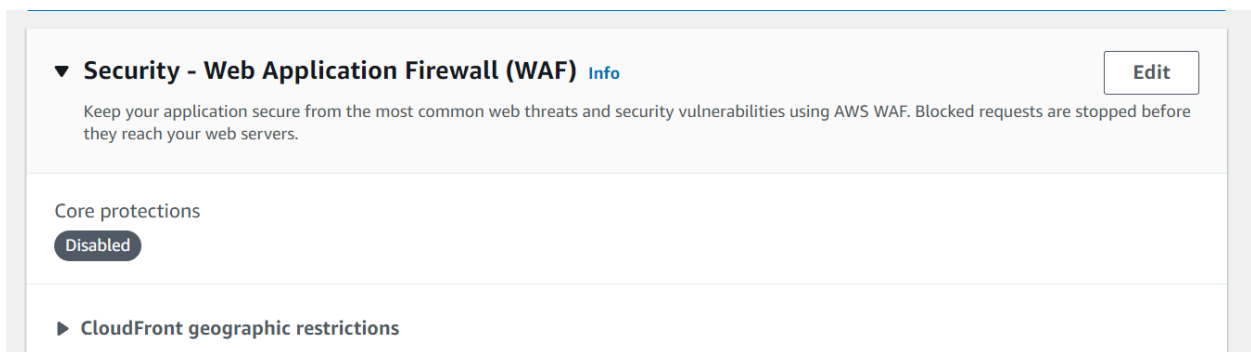 Security - Web Application Firewall (WAF) Info
Edit
Keep your application secure from the most common web threats and security vulnerabilities using AWS WAF. Blocked requests are stopped before
they reach your web servers.
Core protections
Disabled
CloudFront geographic restrictions